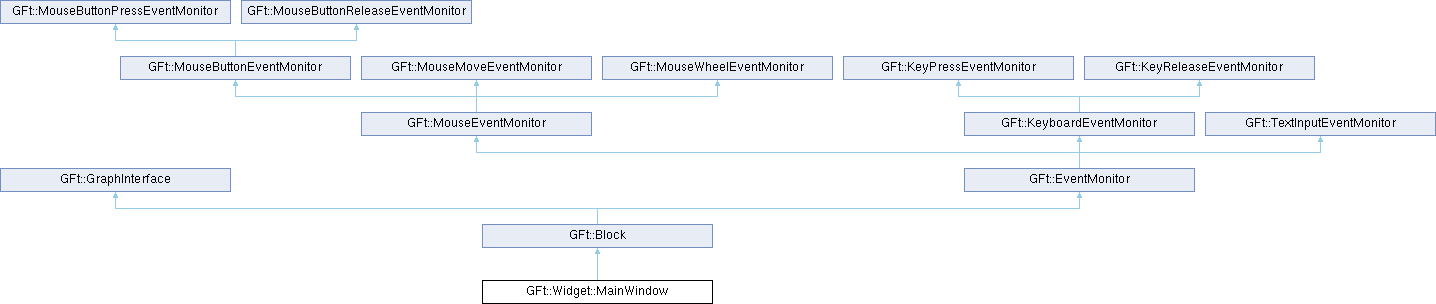 GFt::MouseButtonPressEventMonitor
GFt::MouseButtonReleaseEventMonitor
GFt::MouseButtonEventMonitor
GFt::MouseMoveEventMonitor
GFt::MouseWheelEventMonitor
GFt::KeyPressEventMonitor
GFt::KeyReleaseEventMonitor
GFt::MouseEventMonitor
GFt::KeyboardEventMonitor
GFt::TextInputEventMonitor
GFt::GraphInterface
GFt::EventMonitor
GFt::Block
GFt::Widget::MainWindow